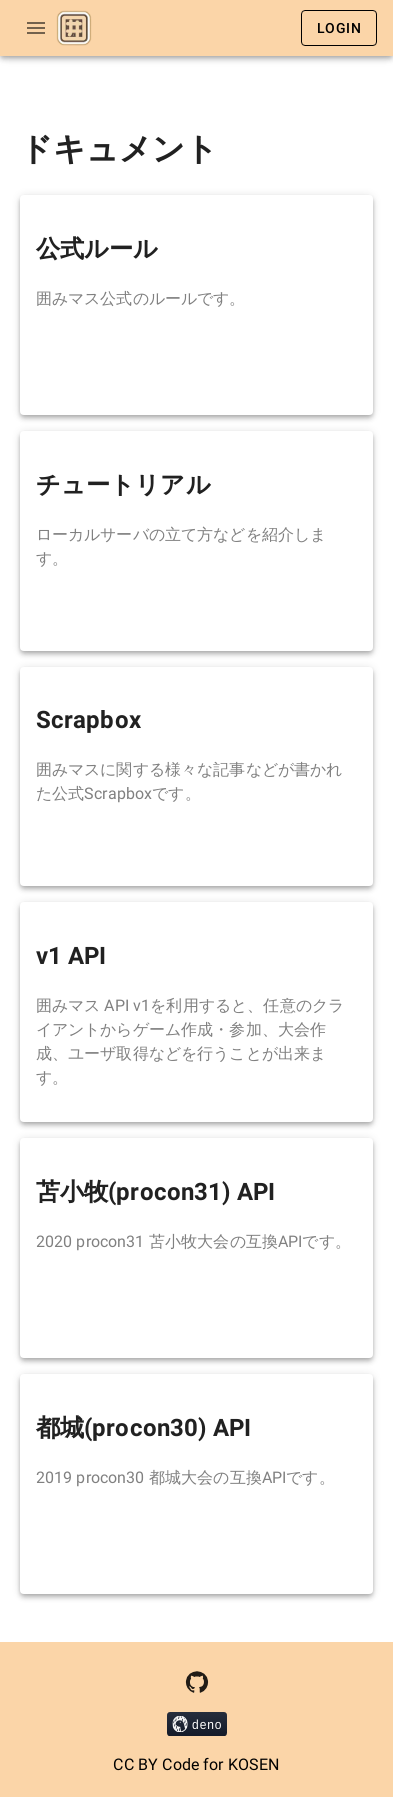 LOGIN
ドキュメント
公式ルール
囲みマス公式のルールです。
チュートリアル
ローカルサーバの立て方などを紹介しま
す。
Scrapbox
囲みマスに関する様々な記事などが書かれ
た公式Scrapboxです。
v1 API
囲みマス API v1を利用すると、任意のクラ
イアントからゲーム作成・参加、大会作
成、ユーザ取得などを行うことが出来ま
す。
苫小牧(procon31) API
2020 procon31 苫小牧大会の互換APIです。
都城(procon30) API
2019 procon30 都城大会の互換APIです。
deno
CC BY Code for KOSEN